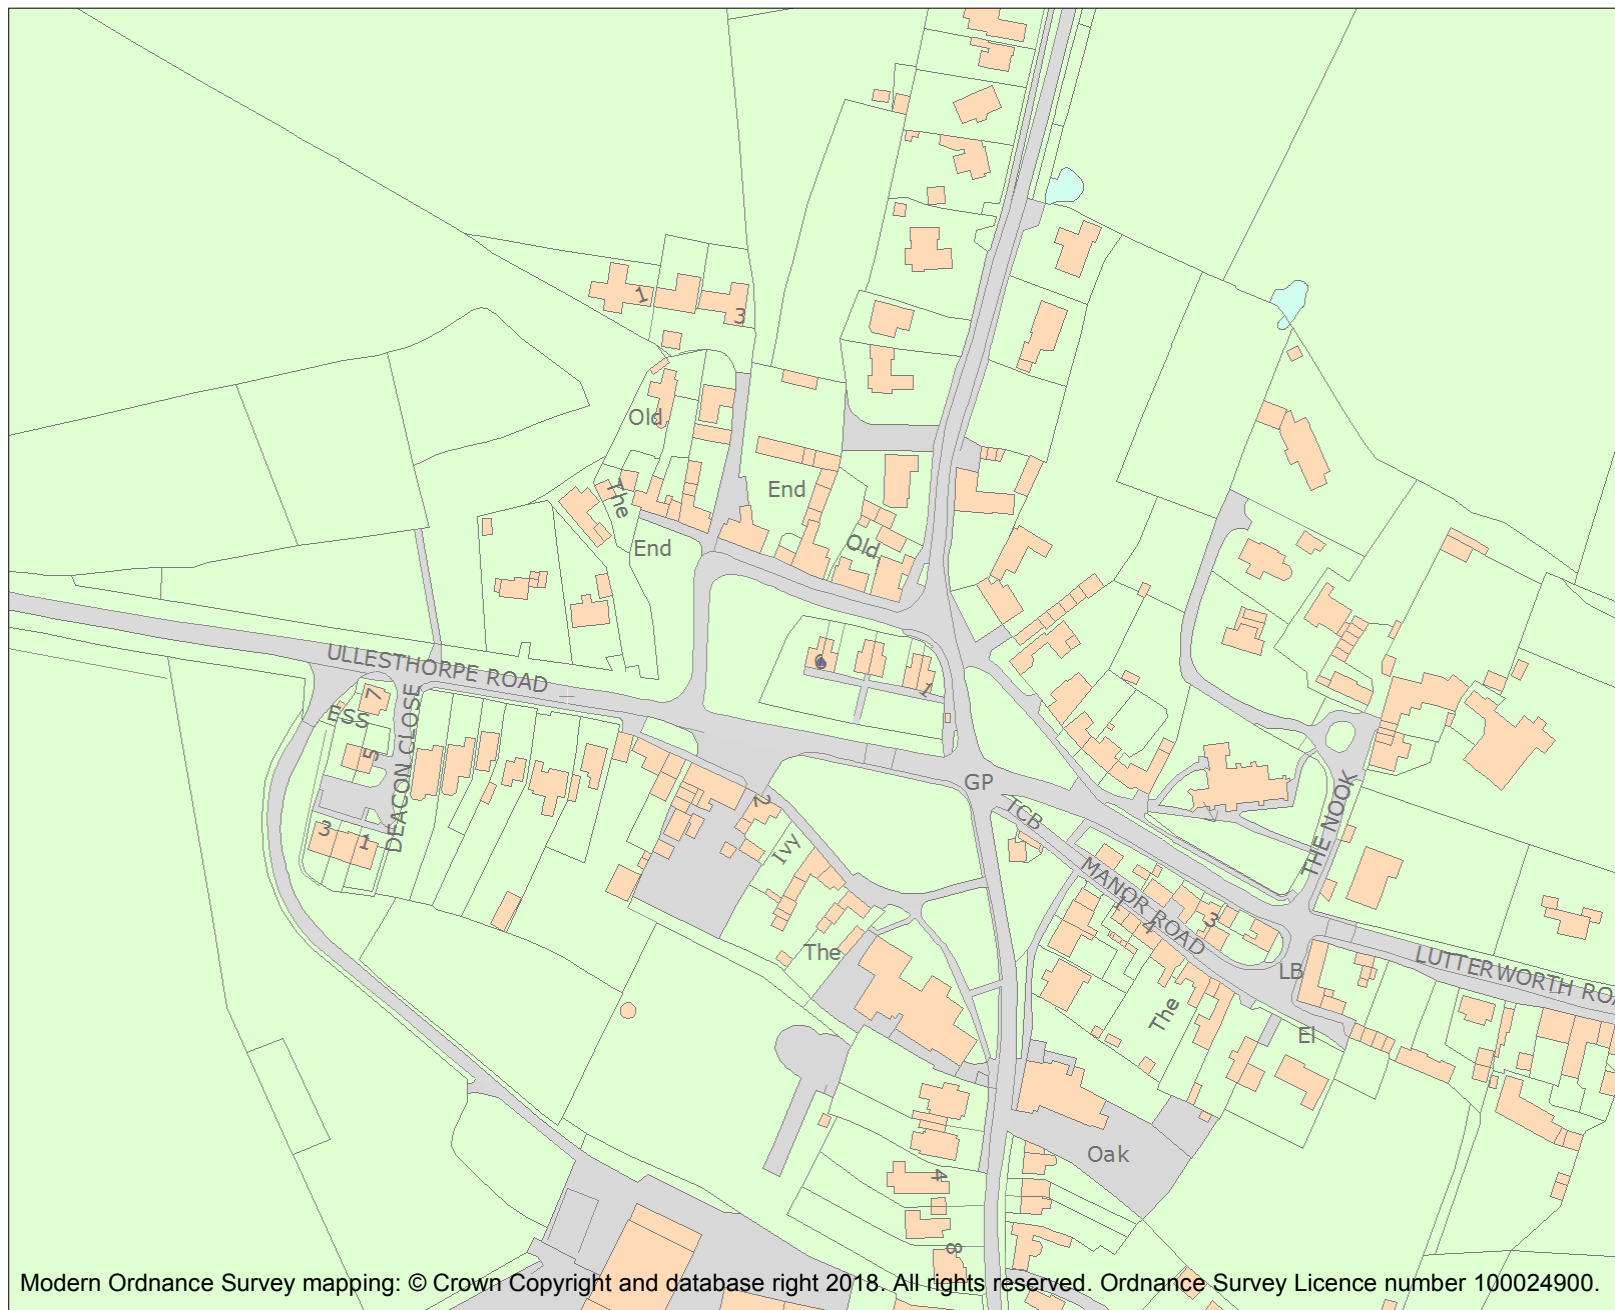 1
3
Old
The
End
Old
End
ULLESTHORPE ROAD
6
1
7
ESS
5
DEACON CLOSE
3
1
GP
TCB
2
Ivy
THE NOOK
MANOR ROAD
1
4
3
The
LB
LUTTERWORTH ROA
The
El
Oak
4
8
Modern Ordnance Survey mapping: © Crown Copyright and database right 2018. All rights reserved. Ordnance Survey Licence number 100024900.